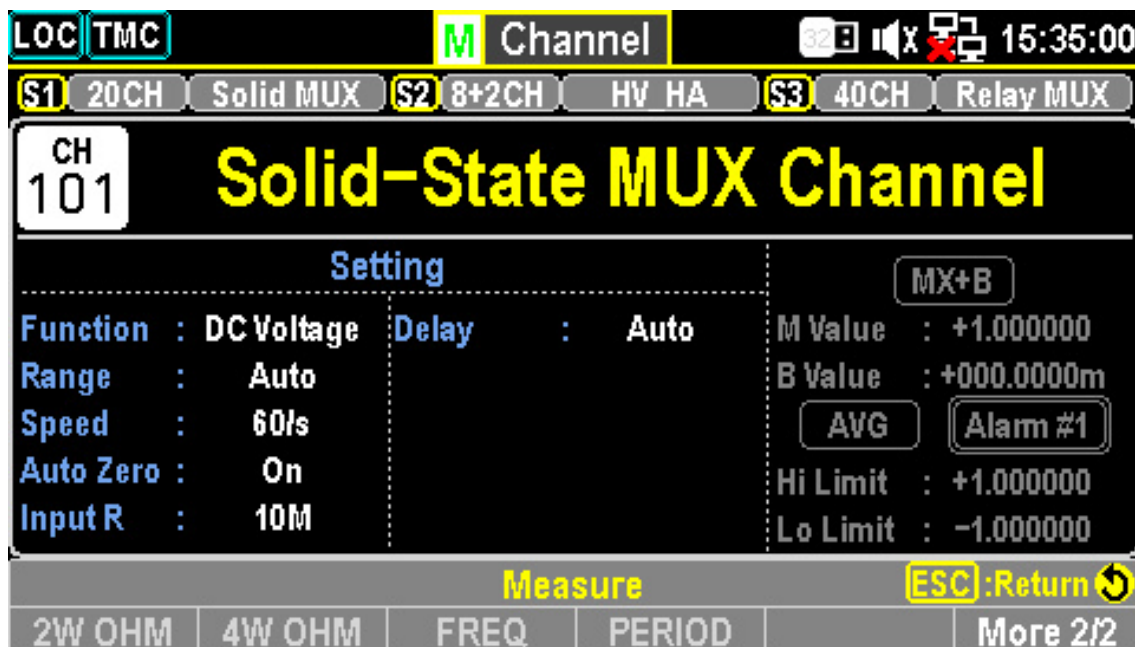 LOC TMC M Channel 32 X 15:35:00
S1 20CH Solid MUX S2 8+2CH HV HA S3 40CH Relay MUX
CH
101
Solid-State MUX Channel
Setting
Function : DC Voltage
Range : Auto
Speed : 60/s
Auto Zero : On
Input R : 10M
Delay : Auto
MX+B
M Value : +1.000000
B Value : +000.0000m
AVG Alarm #1
Hi Limit : +1.000000
Lo Limit : -1.000000
Measure
ESC :Return
2W OHM 4W OHM FREQ PERIOD More 2/2